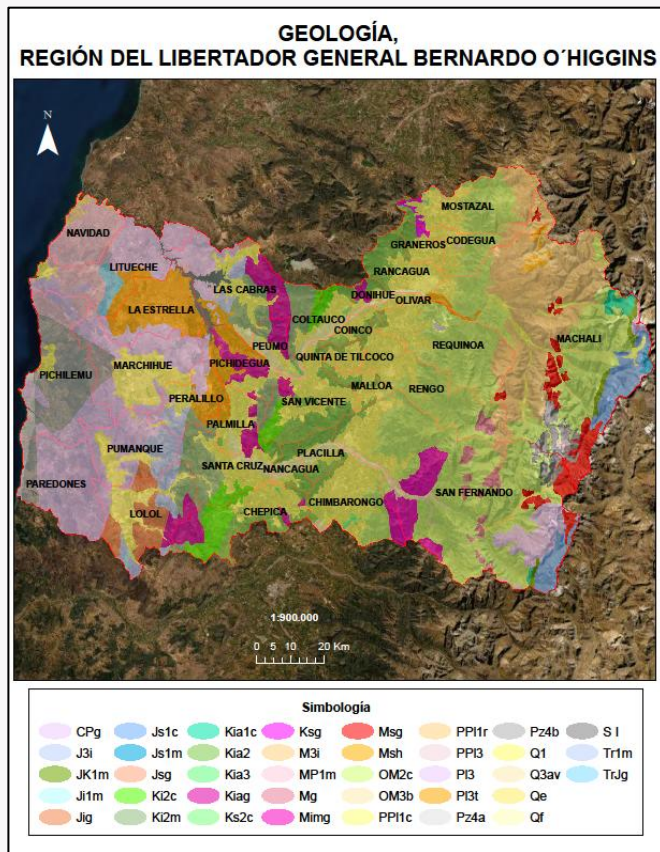 GEOLOGÍA,
REGIÓN DEL LIBERTADOR GENERAL BERNARDO O´HIGGINS
N
MOSTAZAL
NAVIDAD
GRANEROS
CODEGUA
LITUECHE
RANCAGUA
LAS CABRAS
DONIHUE
OLIVAR
LA ESTRELLA
COLTAUCO
COINCO
MACHALI
PEUMO
REQUINOA
QUINTA DE TILCOCO
PICHIDEGUA
MARCHIHUE
PICHILEMU
MALLOA
RENGO
PERALILLO
SAN VICENTE
PALMILLA
PUMANQUE
PLACILLA
SANTA CRUZ
NANCAGUA
PAREDONES
SAN FERNANDO
CHIMBARONGO
LOLOL
CHEPICA
1:900.000
0 5 10 20 Km
Simbología
CPg Js1c Kia1c Ksg Msg PPl1r Pz4b S I
J3i Js1m Kia2 M3i Msh PPl3 Q1 Tr1m
JK1m Jsg Kia3 MP1m OM2c Pl3 Q3av TrJg
Ji1m Ki2c Kiag Mg OM3b Pl3t Qe
Jig Ki2m Ks2c Mimg PPl1c Pz4a Qf